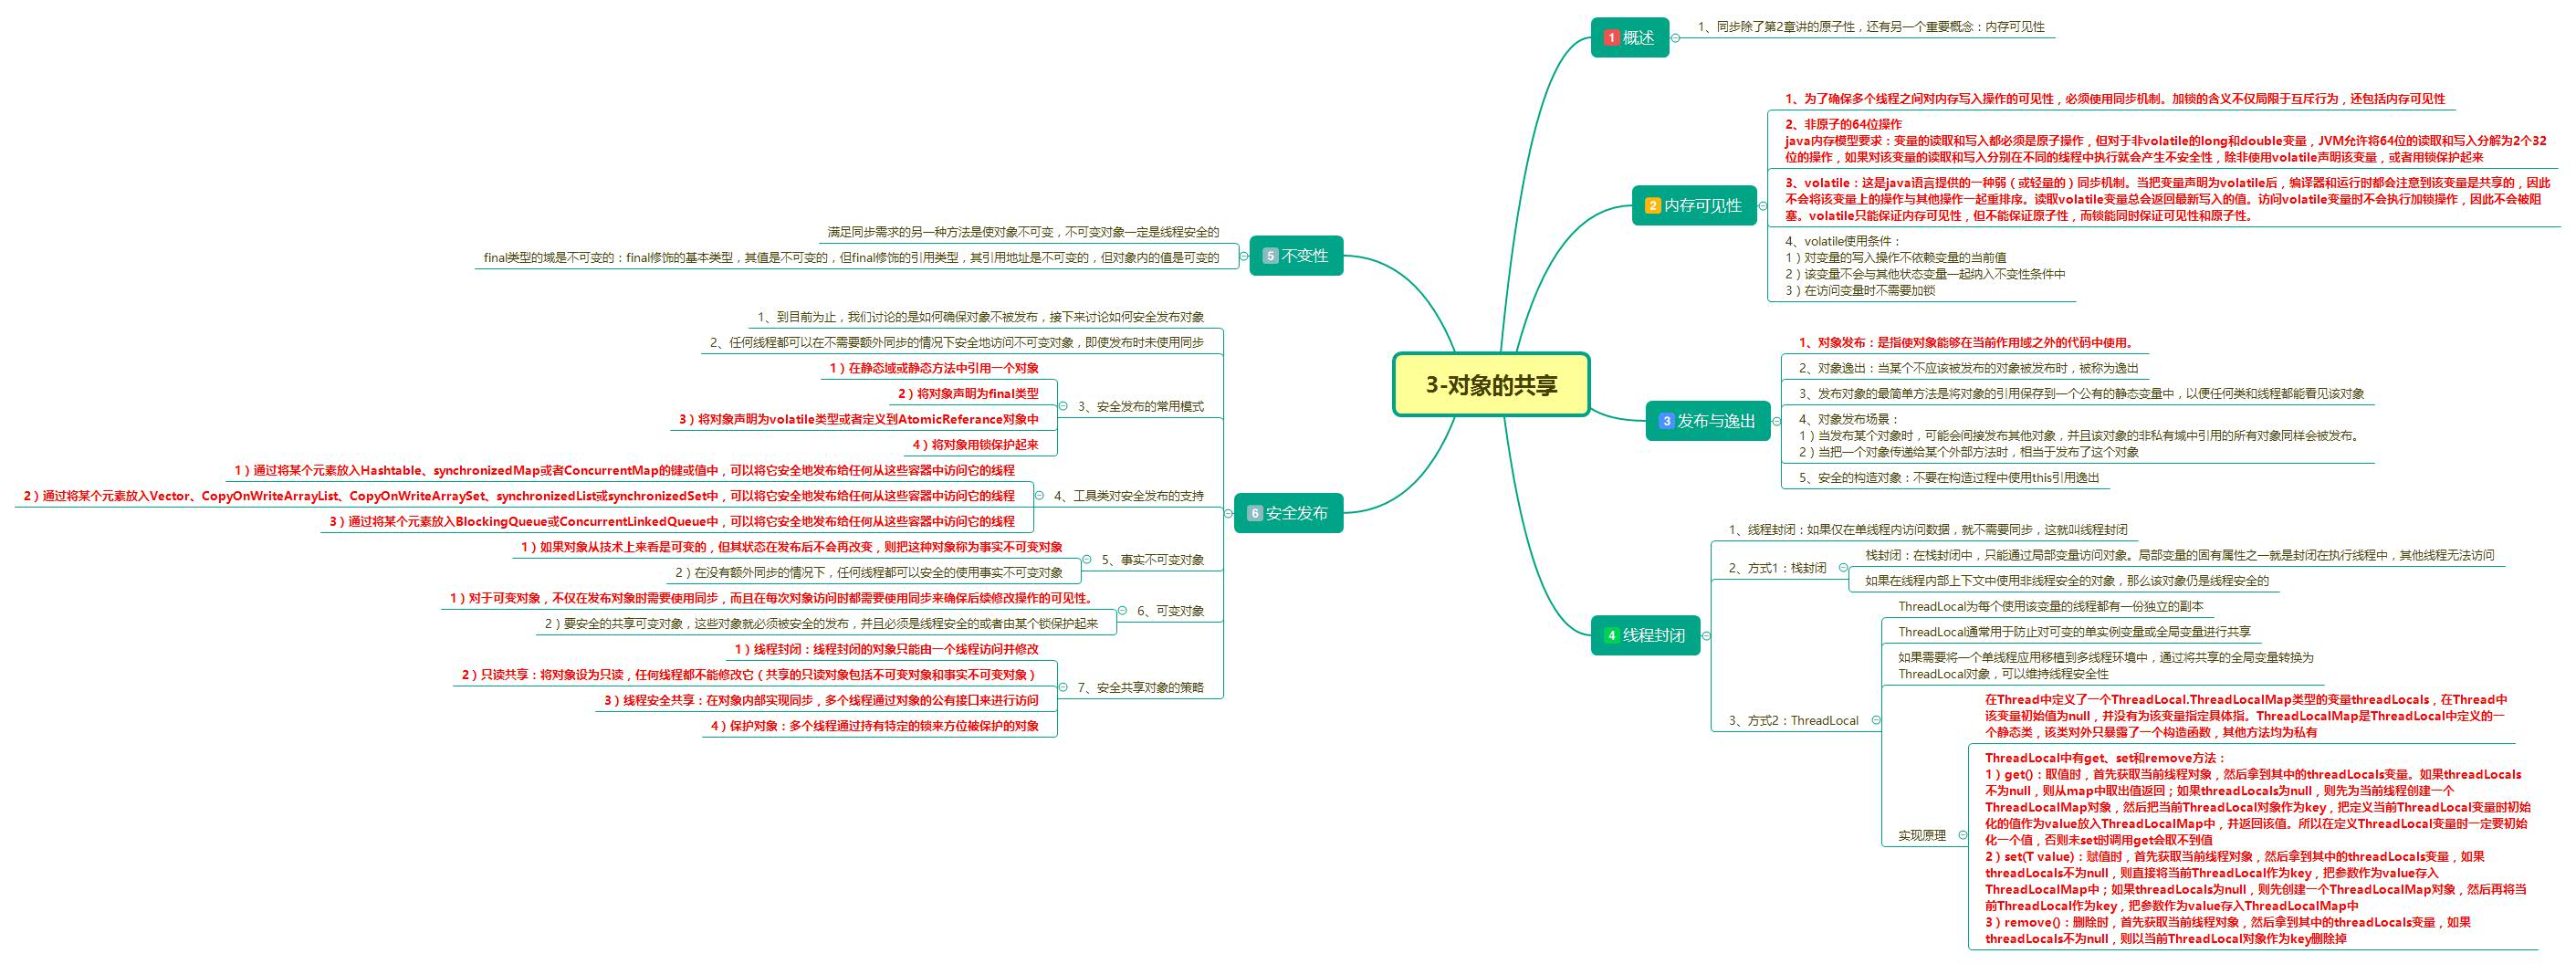 3-对象的共享
1 概述
1、同步除了第2章讲的原子性，还有另一个重要概念：内存可见性
2 内存可见性
1、为了确保多个线程之间对内存写入操作的可见性，必须使用同步机制。加锁的含义不仅局限于互斥行为，还包括内存可见性
2、非原子的64位操作
java内存模型要求：变量的读取和写入都必须是原子操作，但对于非volatile的long和double变量，JVM允许将64位的读取和写入分解为2个32
位的操作，如果对该变量的读取和写入分别在不同的线程中执行就会产生不安全性，除非使用volatile声明该变量，或者用锁保护起来
3、volatile：这是java语言提供的一种弱（或轻量的）同步机制。当把变量声明为volatile后，编译器和运行时都会注意到该变量是共享的，因此
不会将该变量上的操作与其他操作一起重排序。读取volatile变量总会返回最新写入的值。访问volatile变量时不会执行加锁操作，因此不会被阻
塞。volatile只能保证内存可见性，但不能保证原子性，而锁能同时保证可见性和原子性。
4、volatile使用条件：
1）对变量的写入操作不依赖变量的当前值
2）该变量不会与其他状态变量一起纳入不变性条件中
3）在访问变量时不需要加锁
3 发布与逸出
1、对象发布：是指使对象能够在当前作用域之外的代码中使用。
2、对象逸出：当某个不应该被发布的对象被发布时，被称为逸出
3、发布对象的最简单方法是将对象的引用保存到一个公有的静态变量中，以便任何类和线程都能看见该对象
4、对象发布场景：
1）当发布某个对象时，可能会间接发布其他对象，并且该对象的非私有域中引用的所有对象同样会被发布。
2）当把一个对象传递给某个外部方法时，相当于发布了这个对象
5、安全的构造对象：不要在构造过程中使用this引用逸出
4 线程封闭
1、线程封闭：如果仅在单线程内访问数据，就不需要同步，这就叫线程封闭
2、方式1：栈封闭
栈封闭：在栈封闭中，只能通过局部变量访问对象。局部变量的固有属性之一就是封闭在执行线程中，其他线程无法访问
如果在线程内部上下文中使用非线程安全的对象，那么该对象仍是线程安全的
3、方式2：ThreadLocal
ThreadLocal为每个使用该变量的线程都有一份独立的副本
ThreadLocal通常用于防止对可变的单实例变量或全局变量进行共享
如果需要将一个单线程应用移植到多线程环境中，通过将共享的全局变量转换为
ThreadLocal对象，可以维持线程安全性
实现原理
在Thread中定义了一个ThreadLocal.ThreadLocalMap类型的变量threadLocals，在Thread中
该变量初始值为null，并没有为该变量指定具体指。ThreadLocalMap是ThreadLocal中定义的一
个静态类，该类对外只暴露了一个构造函数，其他方法均为私有
ThreadLocal中有get、set和remove方法：
1）get()：取值时，首先获取当前线程对象，然后拿到其中的threadLocals变量。如果threadLocals
不为null，则从map中取出值返回；如果threadLocals为null，则先为当前线程创建一个
ThreadLocalMap对象，然后把当前ThreadLocal对象作为key，把定义当前ThreadLocal变量时初始
化的值作为value放入ThreadLocalMap中，并返回该值。所以在定义ThreadLocal变量时一定要初始
化一个值，否则未set时调用get会取不到值
2）set(T value)：赋值时，首先获取当前线程对象，然后拿到其中的threadLocals变量，如果
threadLocals不为null，则直接将当前ThreadLocal作为key，把参数作为value存入
ThreadLocalMap中；如果threadLocals为null，则先创建一个ThreadLocalMap对象，然后再将当
前ThreadLocal作为key，把参数作为value存入ThreadLocalMap中
3）remove()：删除时，首先获取当前线程对象，然后拿到其中的threadLocals变量，如果
threadLocals不为null，则以当前ThreadLocal对象作为key删除掉
5 不变性
满足同步需求的另一种方法是使对象不可变，不可变对象一定是线程安全的
final类型的域是不可变的：final修饰的基本类型，其值是不可变的，但final修饰的引用类型，其引用地址是不可变的，但对象内的值是可变的
6 安全发布
1、到目前为止，我们讨论的是如何确保对象不被发布，接下来讨论如何安全发布对象
2、任何线程都可以在不需要额外同步的情况下安全地访问不可变对象，即使发布时未使用同步
3、安全发布的常用模式
1）在静态域或静态方法中引用一个对象
2）将对象声明为final类型
3）将对象声明为volatile类型或者定义到AtomicReferance对象中
4）将对象用锁保护起来
4、工具类对安全发布的支持
1）通过将某个元素放入Hashtable、synchronizedMap或者ConcurrentMap的键或值中，可以将它安全地发布给任何从这些容器中访问它的线程
2）通过将某个元素放入Vector、CopyOnWriteArrayList、CopyOnWriteArraySet、synchronizedList或synchronizedSet中，可以将它安全地发布给任何从这些容器中访问它的线程
3）通过将某个元素放入BlockingQueue或ConcurrentLinkedQueue中，可以将它安全地发布给任何从这些容器中访问它的线程
5、事实不可变对象
1）如果对象从技术上来看是可变的，但其状态在发布后不会再改变，则把这种对象称为事实不可变对象
2）在没有额外同步的情况下，任何线程都可以安全的使用事实不可变对象
6、可变对象
1）对于可变对象，不仅在发布对象时需要使用同步，而且在每次对象访问时都需要使用同步来确保后续修改操作的可见性。
2）要安全的共享可变对象，这些对象就必须被安全的发布，并且必须是线程安全的或者由某个锁保护起来
7、安全共享对象的策略
1）线程封闭：线程封闭的对象只能由一个线程访问并修改
2）只读共享：将对象设为只读，任何线程都不能修改它（共享的只读对象包括不可变对象和事实不可变对象）
3）线程安全共享：在对象内部实现同步，多个线程通过对象的公有接口来进行访问
4）保护对象：多个线程通过持有特定的锁来方位被保护的对象